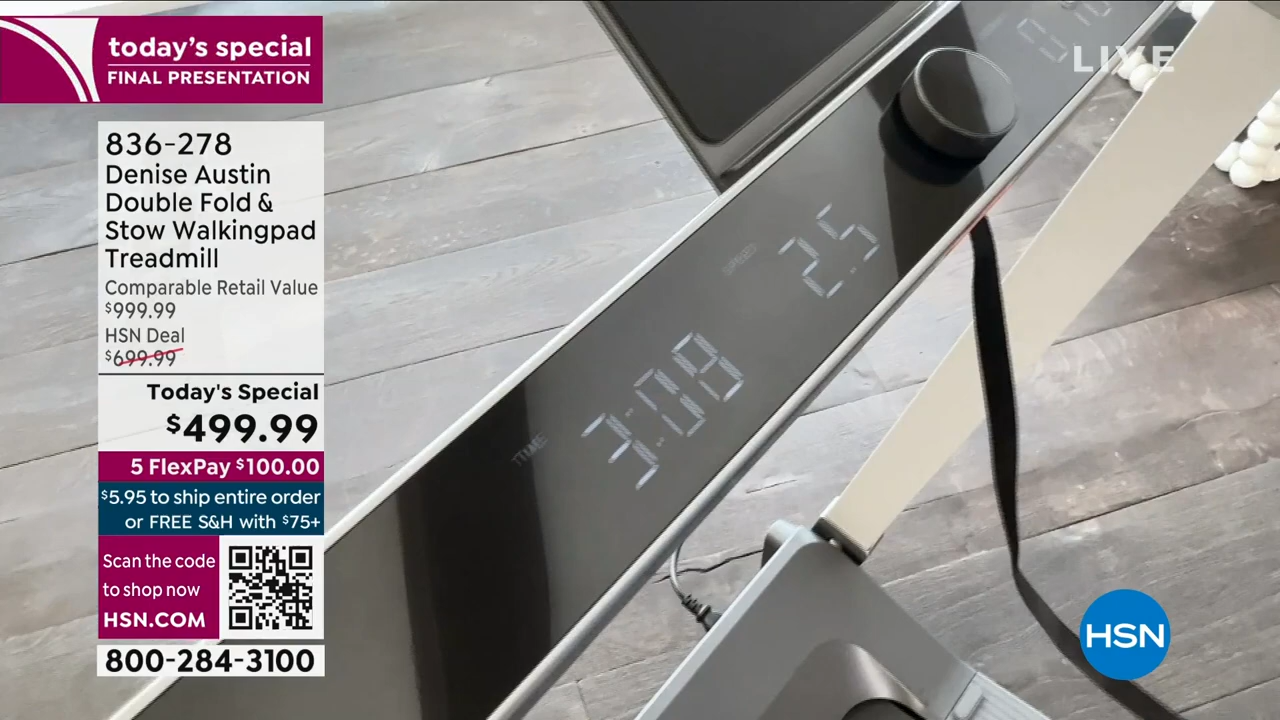 today's special
FINAL PRESENTATION
LIVE
836-278
Denise Austin
Double Fold &
Stow Walkingpad
Treadmill
Comparable Retail Value
$999.99
HSN Deal
$699.99
Today's Special
$499.99
5 FlexPay $100.00
$5.95 to ship entire order
or FREE S&H with $75+
Scan the code
to shop now
HSN.COM
800-284-3100
SPEED
2.5
TIME
3:08
HSN